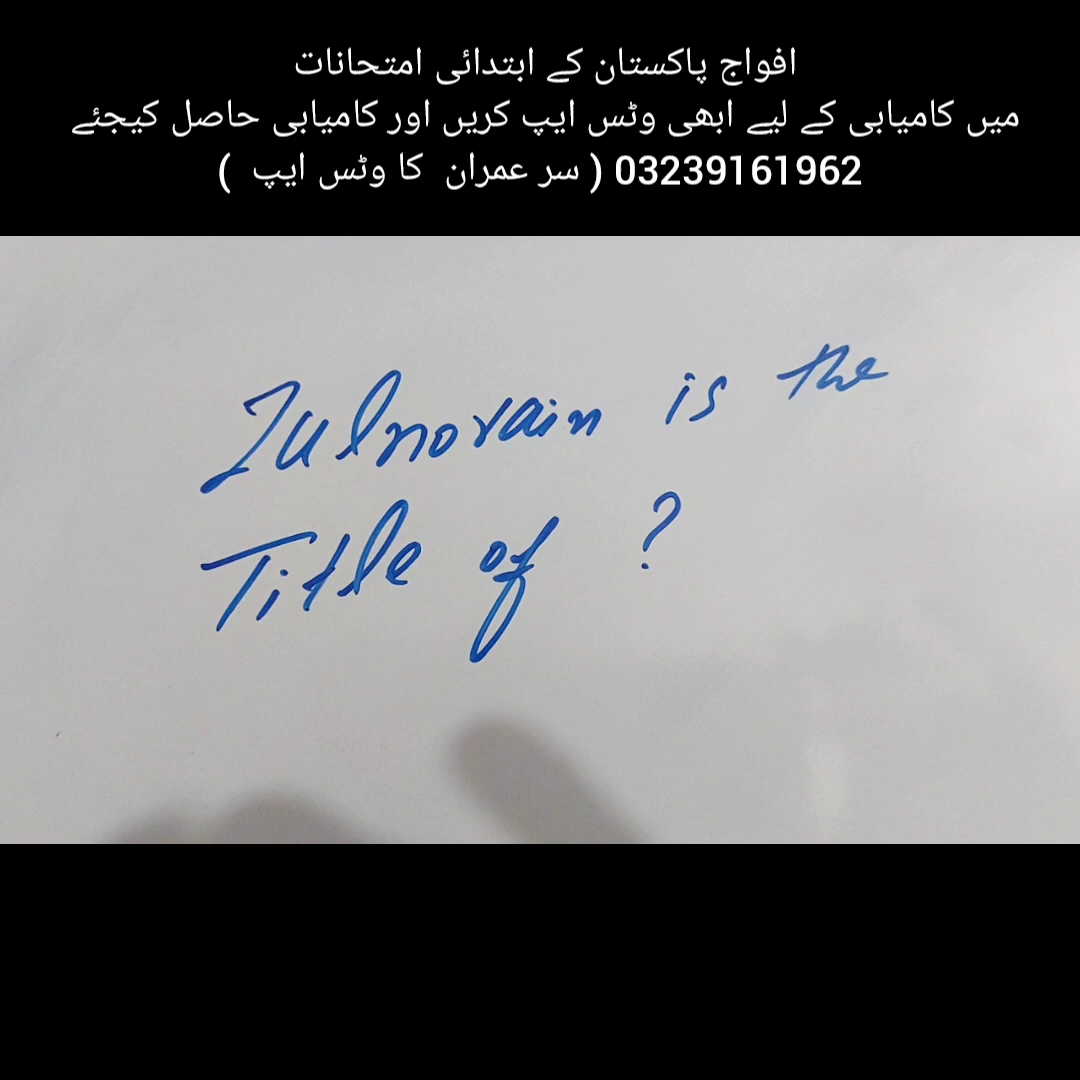 افواج پاکستان کے ابتدائی امتحانات
میں کامیابی کے لیے ابھی وٹس ایپ کریں اور کامیابی حاصل کیجئے
03239161962 ( سر عمران کا وٹس ایپ )
Zulnorain is the
Title of ?